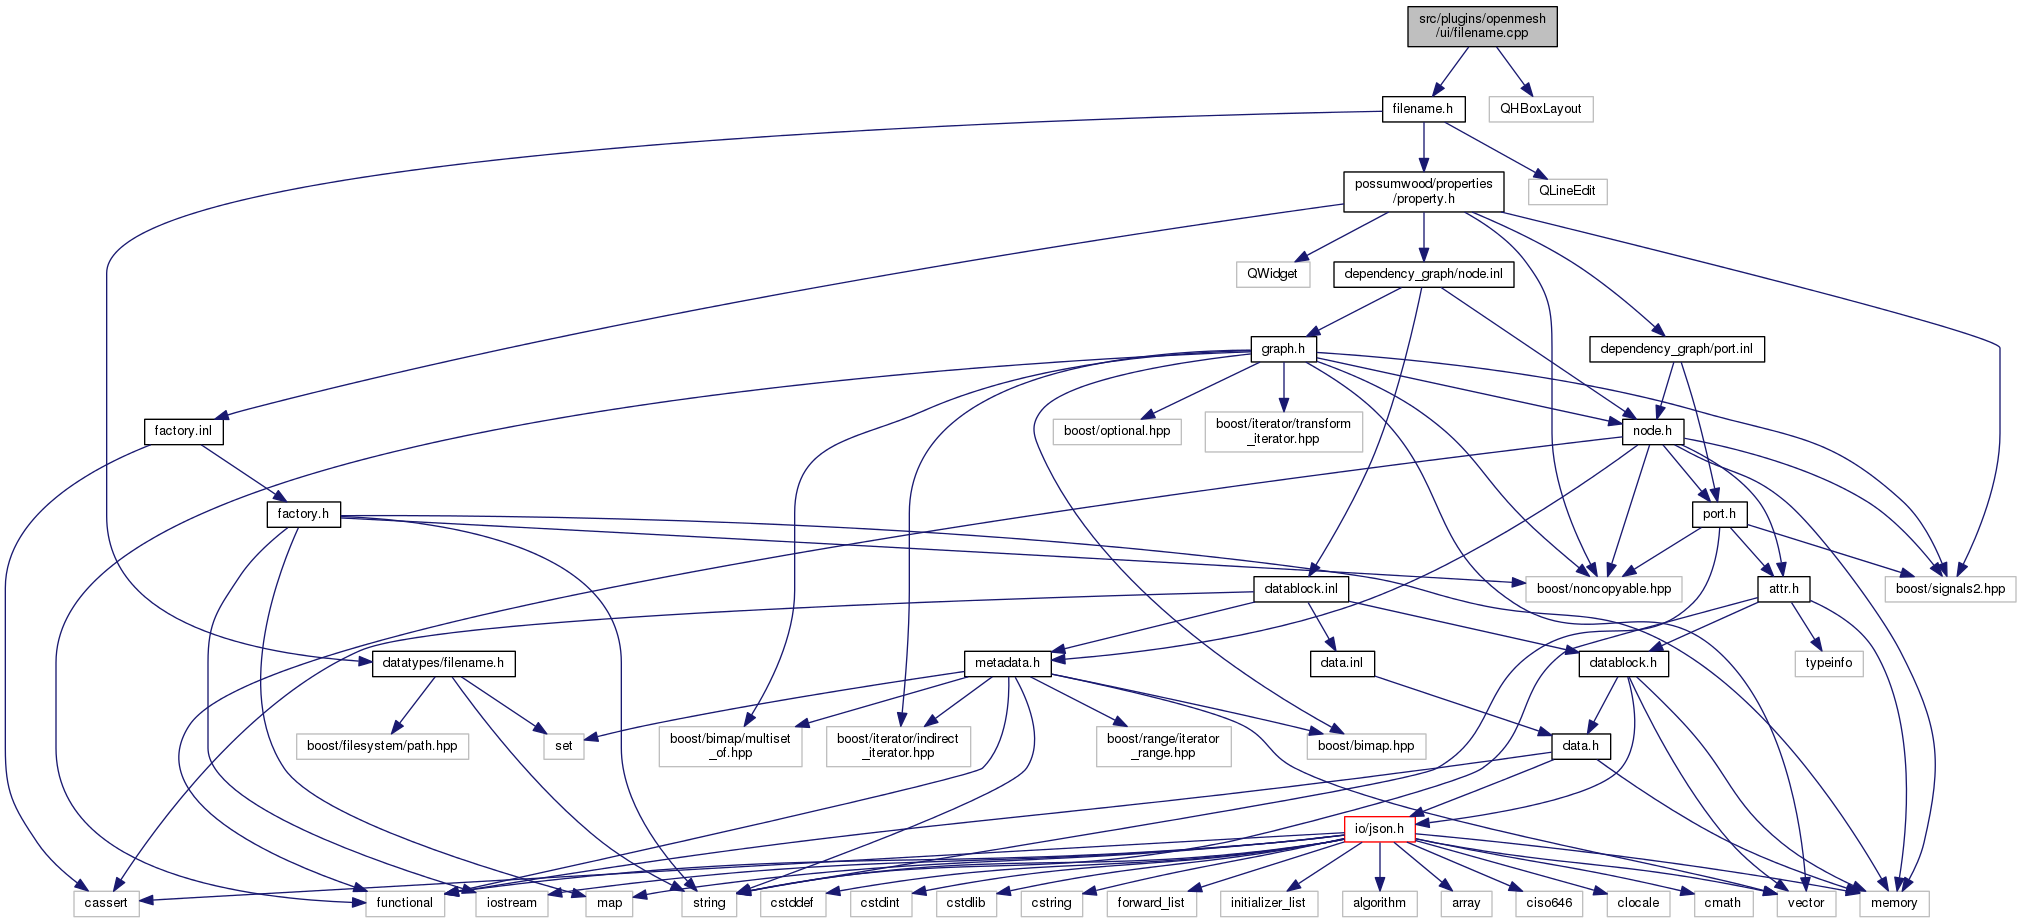 src/plugins/openmesh
/ui/filename.cpp
filename.h
QHBoxLayout
possumwood/properties
/property.h
QLineEdit
QWidget
dependency_graph/node.inl
graph.h
dependency_graph/port.inl
factory.inl
boost/optional.hpp
boost/iterator/transform
_iterator.hpp
node.h
factory.h
port.h
datablock.inl
boost/noncopyable.hpp
attr.h
boost/signals2.hpp
datatypes/filename.h
metadata.h
data.inl
datablock.h
typeinfo
boost/filesystem/path.hpp
set
boost/bimap/multiset
_of.hpp
boost/iterator/indirect
_iterator.hpp
boost/range/iterator
_range.hpp
boost/bimap.hpp
data.h
io/json.h
cassert
functional
iostream
map
string
cstddef
cstdint
cstdlib
cstring
forward_list
initializer_list
algorithm
array
ciso646
clocale
cmath
vector
memory